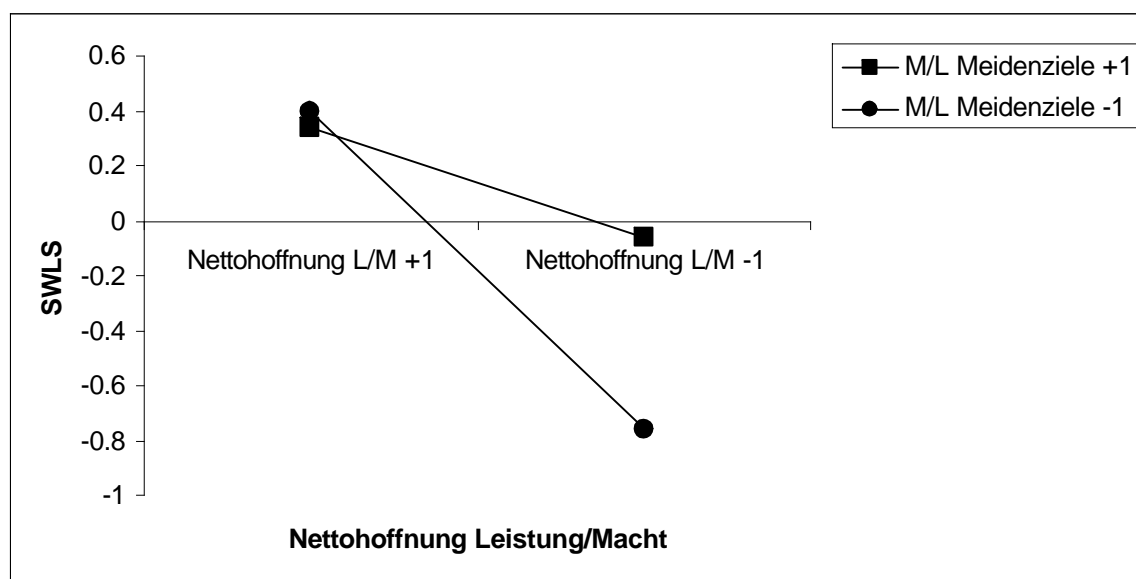 0.6
0.4
0.2
0
-0.2
-0.4
-0.6
-0.8
-1
SWLS
Nettohoffnung L/M +1
Nettohoffnung L/M -1
Nettohoffnung Leistung/Macht
M/L Meidenziele +1
M/L Meidenziele -1